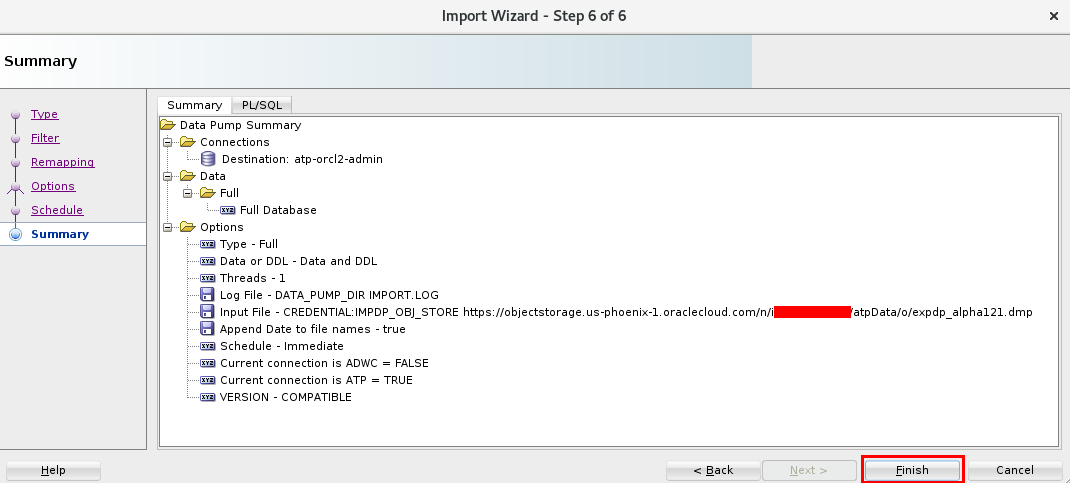 Import Wizard - Step 6 of 6
Summary
Type
Filter
Remapping
Options
Schedule
Summary
Summary
PL/SQL
Data Pump Summary
Connections
Destination: atp-orcl2-admin
Data
Full
Full Database
Options
Type - Full
Data or DDL - Data and DDL
Threads - 1
Log File - DATA_PUMP_DIR IMPORT.LOG
Input File - CREDENTIAL:IMPDP_OBJ_STORE https://objectstorage.us-phoenix-1.oraclecloud.com/n/i /atpData/o/expdp_alpha121.dmp
Append Date to file names - true
Schedule - Immediate
Current connection is ADWC = FALSE
Current connection is ATP = TRUE
VERSION - COMPATIBLE
Help
< Back
Next >
Finish
Cancel